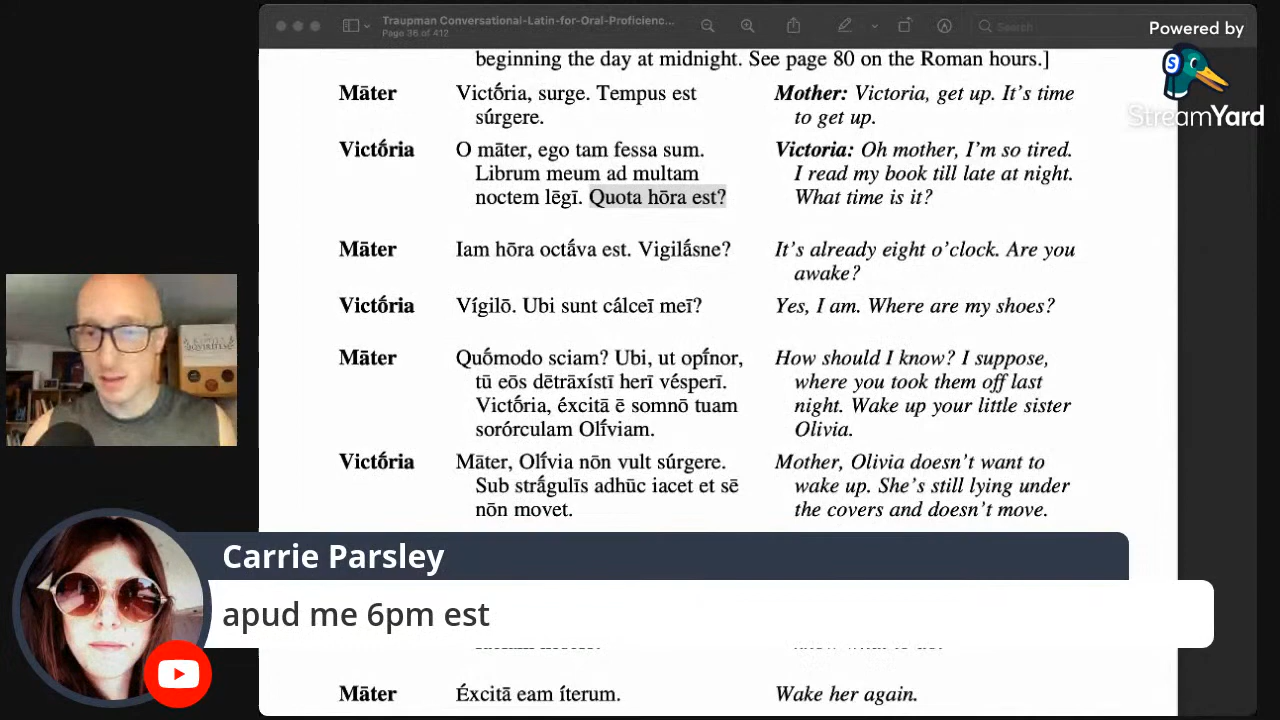 Traupman Conversational-Latin-for-Oral-Proficienc...
Page 36 of 412
Search
Powered by
S
StreamYard
beginning the day at midnight. See page 80 on the Roman hours.]
Māter Victṓria, surge. Tempus est Mother: Victoria, get up. It’s time
súrgere. to get up.
Victṓria O māter, ego tam fessa sum. Victoria: Oh mother, I’m so tired.
Librum meum ad multam I read my book till late at night.
noctem lēgī. Quota hōra est? What time is it?
Māter Iam hōra octā́va est. Vigilā́sne? It’s already eight o’clock. Are you
awake?
Victṓria Vígilō. Ubi sunt cálceī meī? Yes, I am. Where are my shoes?
Māter Quṓmodo sciam? Ubi, ut opī́nor, How should I know? I suppose,
tū eōs dētrāxístī herī vésperī. where you took them off last
Victṓria, éxcitā ē somnō tuam night. Wake up your little sister
sorórculam Olī́viam. Olivia.
Victṓria Māter, Olī́via nōn vult súrgere. Mother, Olivia doesn’t want to
Sub strā́gulīs adhūc iacet et sē wake up. She’s still lying under
nōn movet. the covers and doesn’t move.
Carrie Parsley
apud me 6pm est
Māter Éxcitā eam íterum. Wake her again.